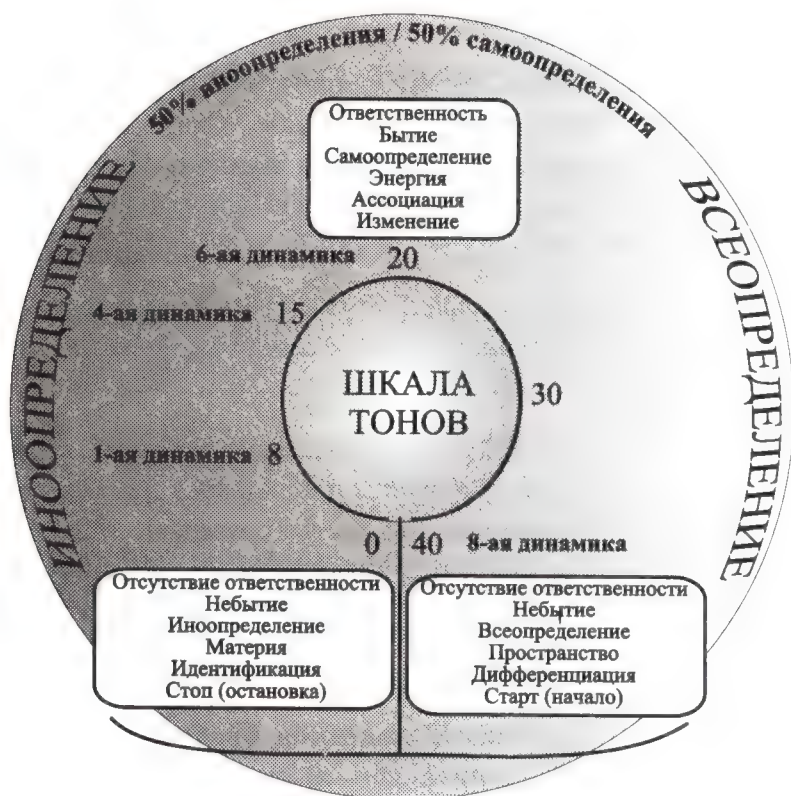 50% иноопределения / 50% самоопределения
Ответственность
Бытие
Самоопределение
Энергия
Ассоциация
Изменение
ИНООПРЕДЕЛЕНИЕ
ВСЕОПРЕДЕЛЕНИЕ
6-ая динамика 20
4-ая динамика 15
ШКАЛА
ТОНОВ
30
1-ая динамика 8
0 40 8-ая динамика
Отсутствие ответственности
Небытие
Иноопределение
Материя
Идентификация
Стоп (остановка)
Отсутствие ответственности
Небытие
Всеопределение
Пространство
Дифференциация
Старт (начало)